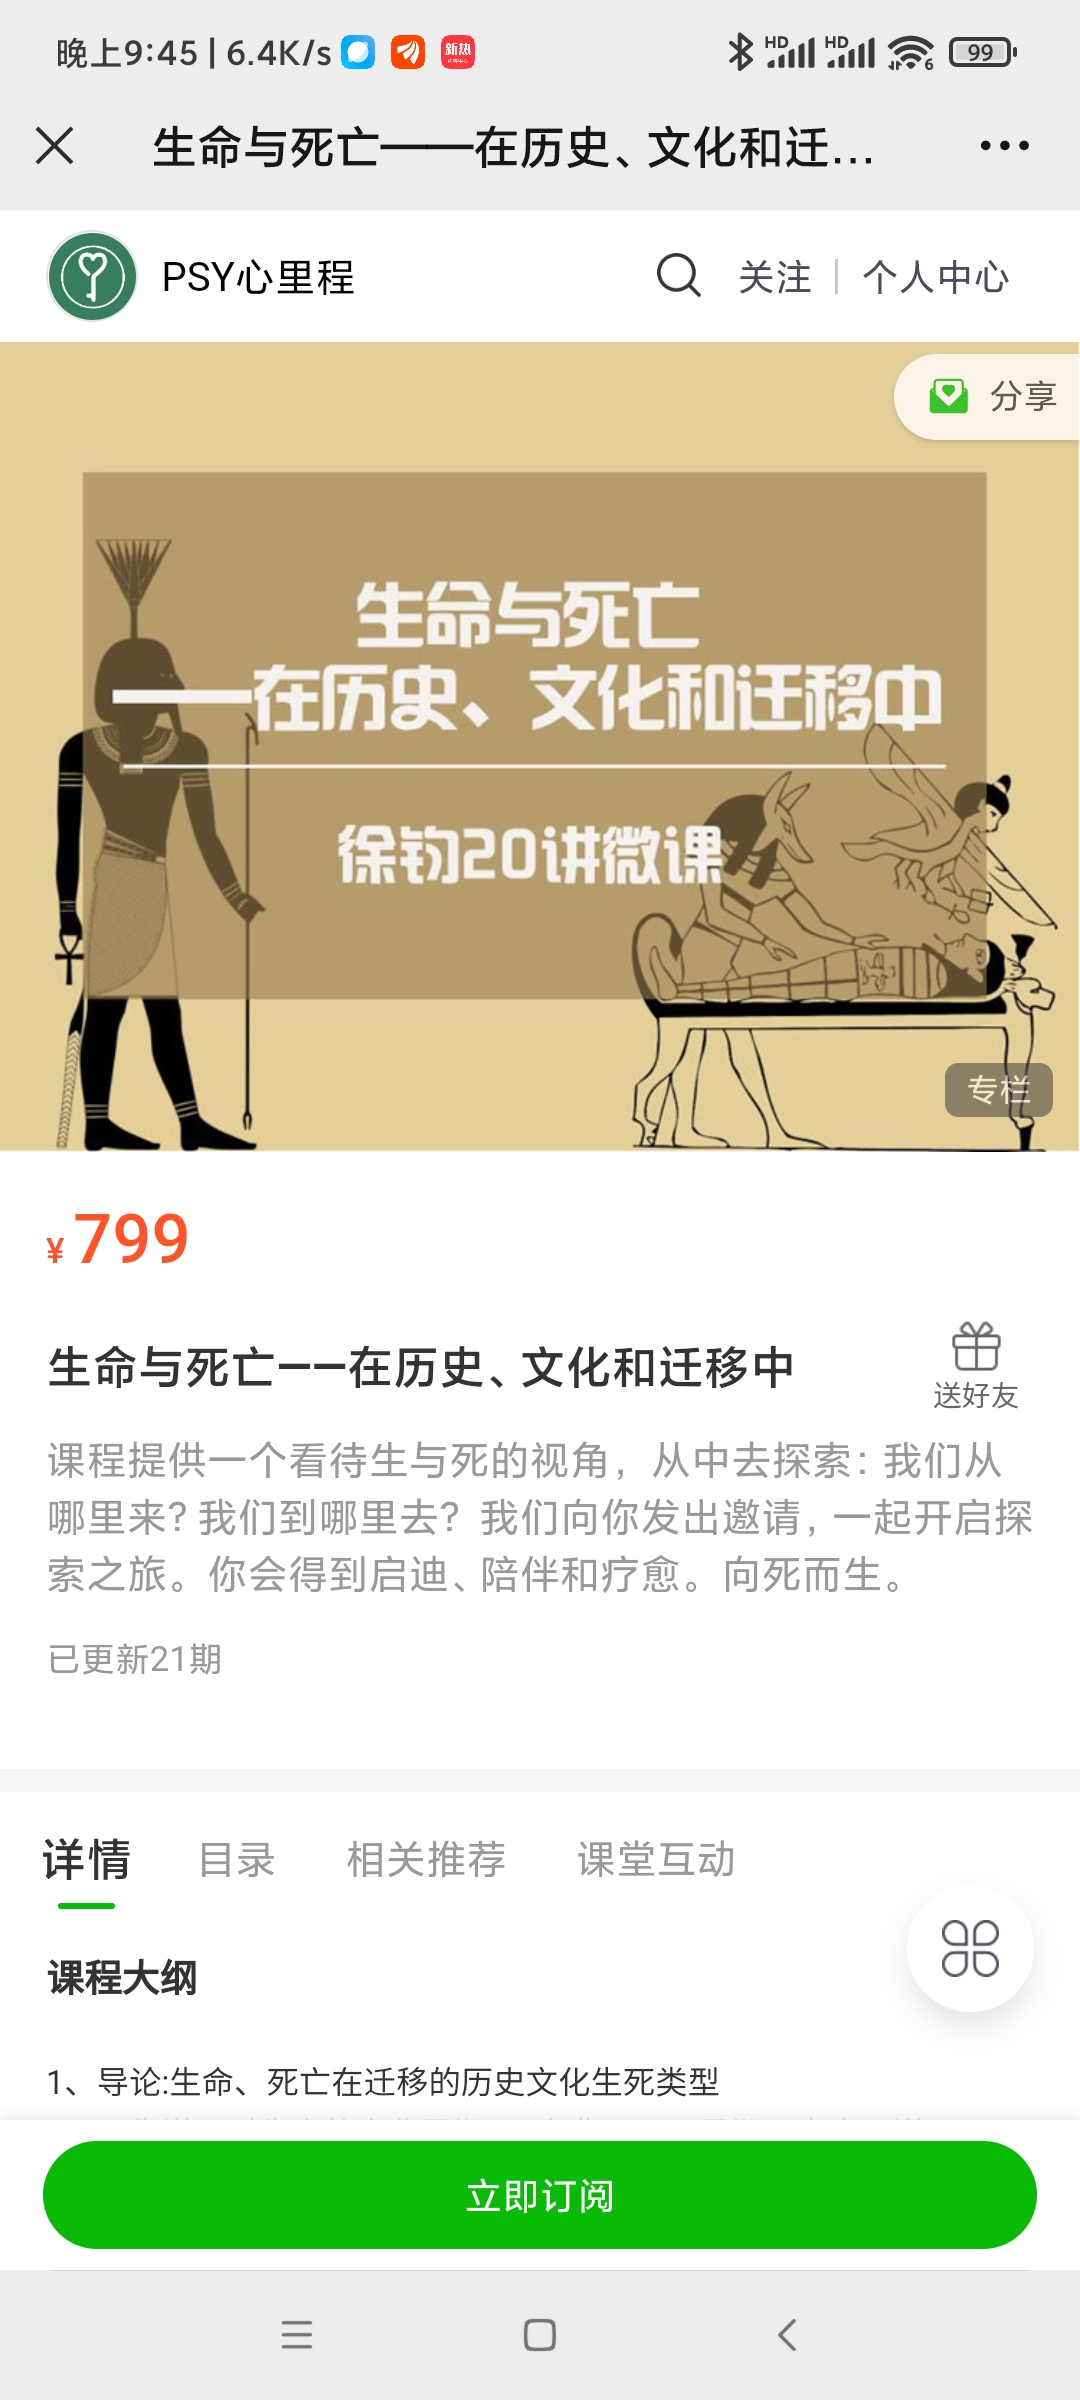 晚上9:45 | 6.4K/s
新热
HD HD 6 99
生命与死亡——在历史、文化和迁...
PSY心里程
关注 | 个人中心
分享
生命与死亡
——在历史、文化和迁移中
徐钧20讲微课
专栏
¥799
生命与死亡——在历史、文化和迁移中
送好友
课程提供一个看待生与死的视角，从中去探索：我们从
哪里来？我们到哪里去？我们向你发出邀请，一起开启探
索之旅。你会得到启迪、陪伴和疗愈。向死而生。
已更新21期
详情 目录 相关推荐 课堂互动
课程大纲
1、导论:生命、死亡在迁移的历史文化生死类型
立即订阅